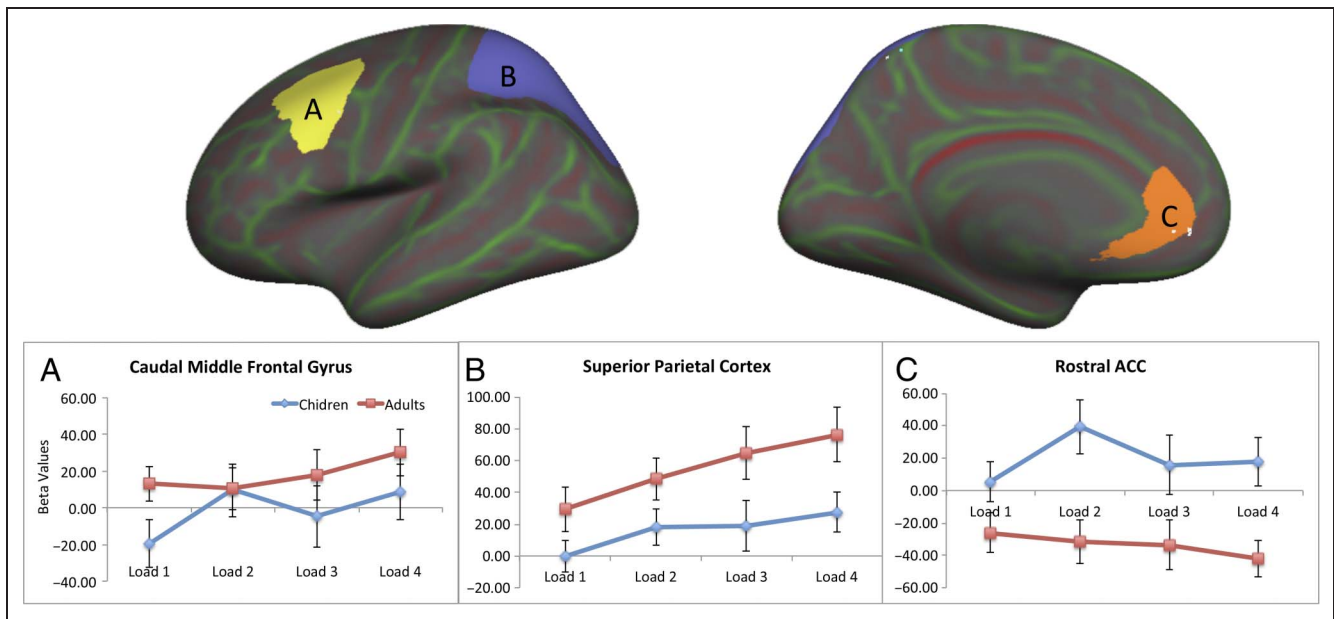 A
B
C
A
Caudal Middle Frontal Gyrus
Chidren
Adults
Beta Values
60.00
40.00
20.00
0.00
−20.00
−40.00
Load 1
Load 2
Load 3
Load 4
B
Superior Parietal Cortex
100.00
80.00
60.00
40.00
20.00
0.00
−20.00
Load 1
Load 2
Load 3
Load 4
C
Rostral ACC
60.00
40.00
20.00
0.00
−20.00
−40.00
−60.00
Load 1
Load 2
Load 3
Load 4